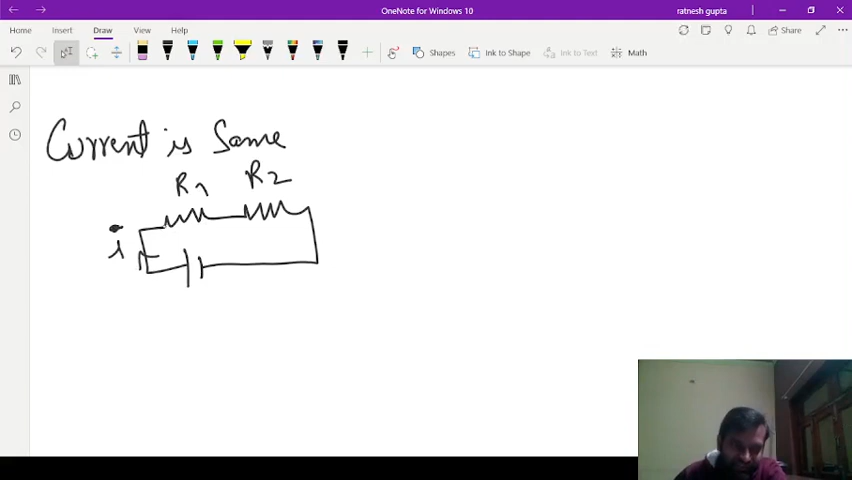 OneNote for Windows 10
ratnesh gupta
Home Insert Draw View Help
Share
Shapes Ink to Shape Ink to Text Math
Current is Same
R1 R2
i